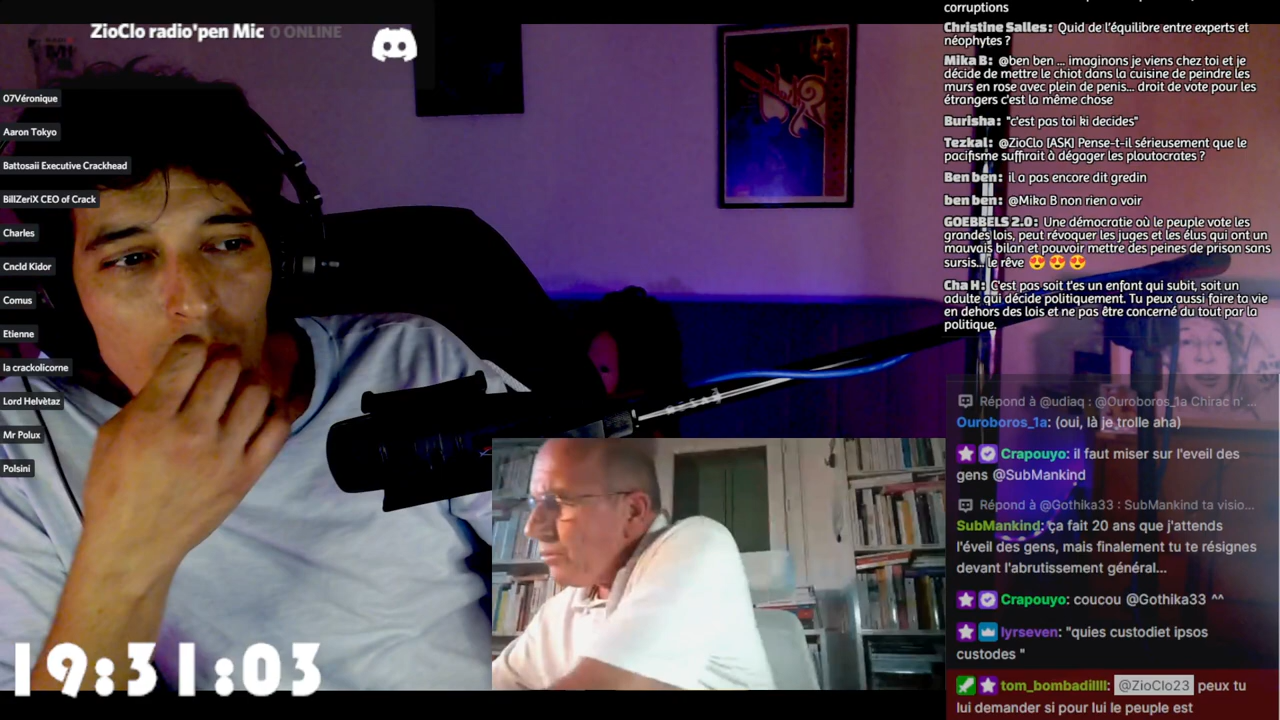 ZioClo radio'pen Mic 0 ONLINE
07Véronique
Aaron Tokyo
Battosaii Executive Crackhead
BillZeriX CEO of Crack
Charles
Cncld Kidor
Comus
Etienne
la crackolicorne
Lord Helvètaz
Mr Polux
Polsini
19:31:03
corruptions
Christine Salles: Quid de l'équilibre entre experts et
néophytes ?
Mika B: @ben ben ... imaginons je viens chez toi et je
décide de mettre le chiot dans la cuisine de peindre les
murs en rose avec plein de penis... droit de vote pour les
étrangers c'est la même chose
Burisha: "c'est pas toi ki decides"
Tezkal: @ZioClo [ASK] Pense-t-il sérieusement que le
pacifisme suffirait à dégager les ploutocrates ?
Ben ben: il a pas encore dit gredin
ben ben: @Mika B non rien a voir
GOEBBELS 2.0: Une démocratie où le peuple vote les
grandes lois, peut révoquer les juges et les élus qui ont un
mauvais bilan et pouvoir mettre des peines de prison sans
sursis... le rêve 😍 😍 😍
Cha H: C'est pas soit t'es un enfant qui subit, soit un
adulte qui décide politiquement. Tu peux aussi faire ta vie
en dehors des lois et ne pas être concerné du tout par la
politique.
Répond à @udiaq : @Ouroboros_1a Chirac n' ...
Ouroboros_1a: (oui, là je trolle aha)
Crapouyo: il faut miser sur l'eveil des
gens @SubMankind
Répond à @Gothika33 : SubMankind ta visio...
SubMankind: ça fait 20 ans que j'attends
l'éveil des gens, mais finalement tu te résignes
devant l'abrutissement général...
Crapouyo: coucou @Gothika33 ^^
lyrseven: "quies custodiet ipsos
custodes "
tom_bombadillll: @ZioClo23 peux tu
lui demander si pour lui le peuple est